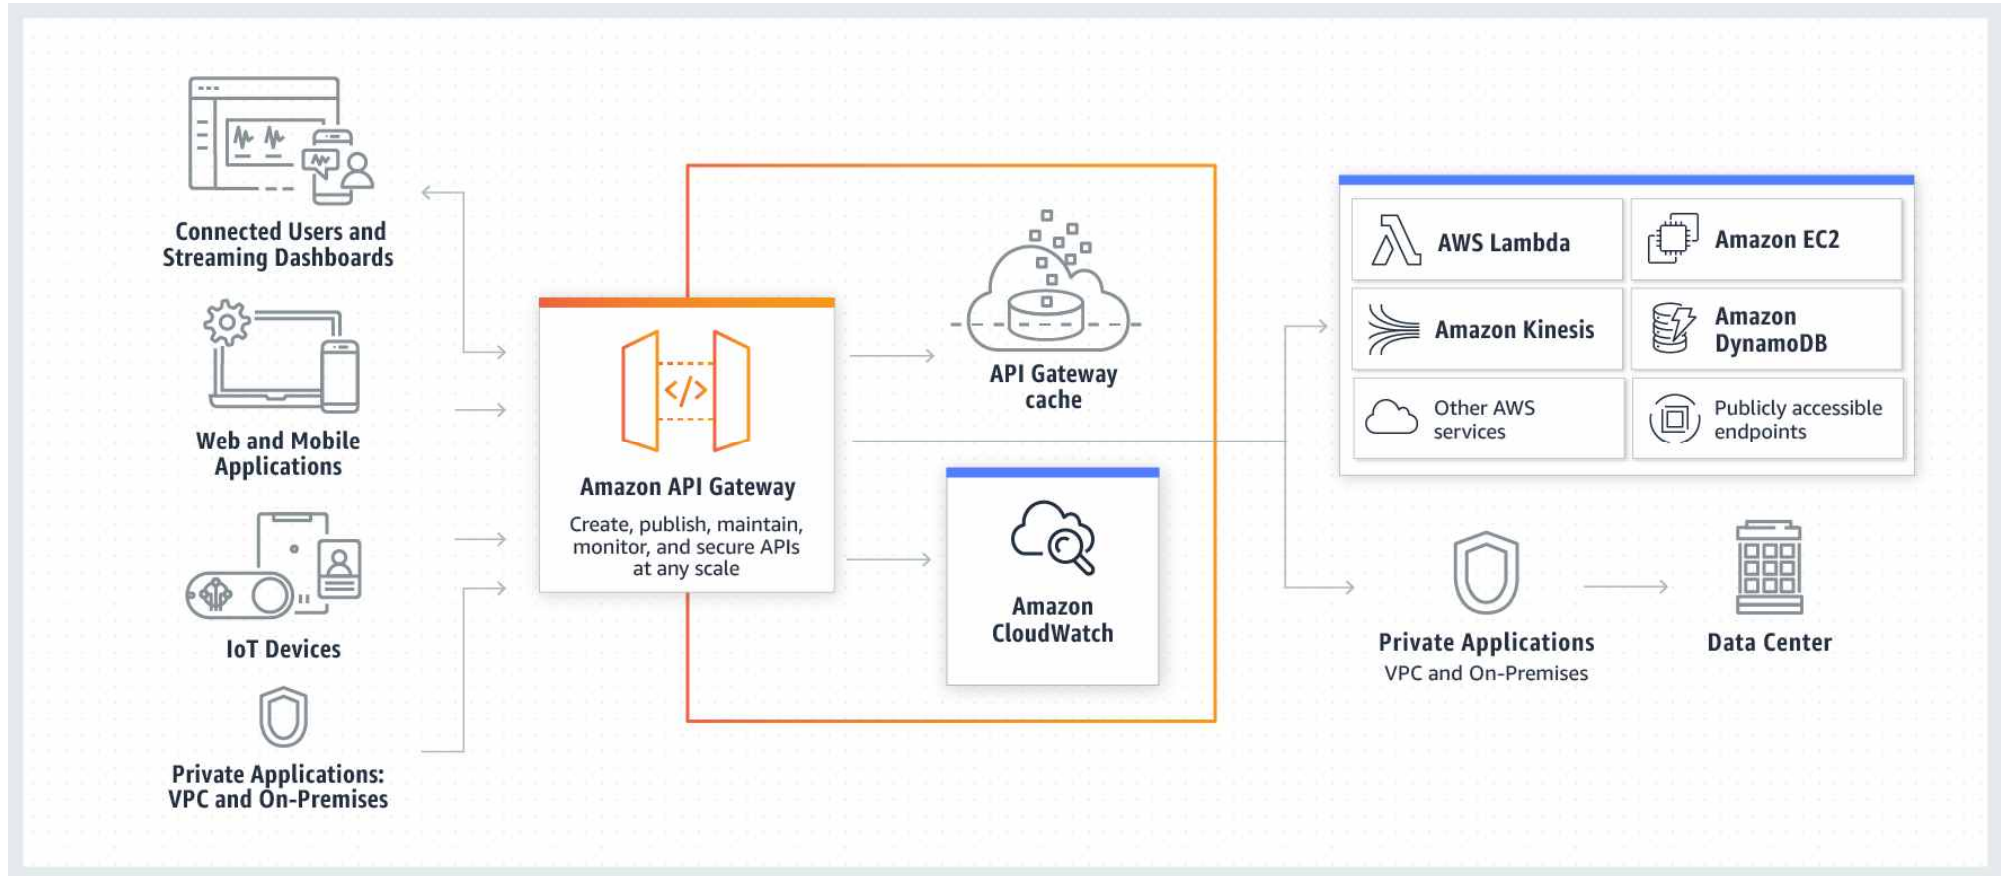 Connected Users and
Streaming Dashboards
Web and Mobile
Applications
IoT Devices
Private Applications:
VPC and On-Premises
</>
Amazon API Gateway
Create, publish, maintain,
monitor, and secure APIs
at any scale
API Gateway
cache
Amazon
CloudWatch
AWS Lambda
Amazon EC2
Amazon Kinesis
Amazon
DynamoDB
Other AWS
services
Publicly accessible
endpoints
Private Applications
VPC and On-Premises
Data Center